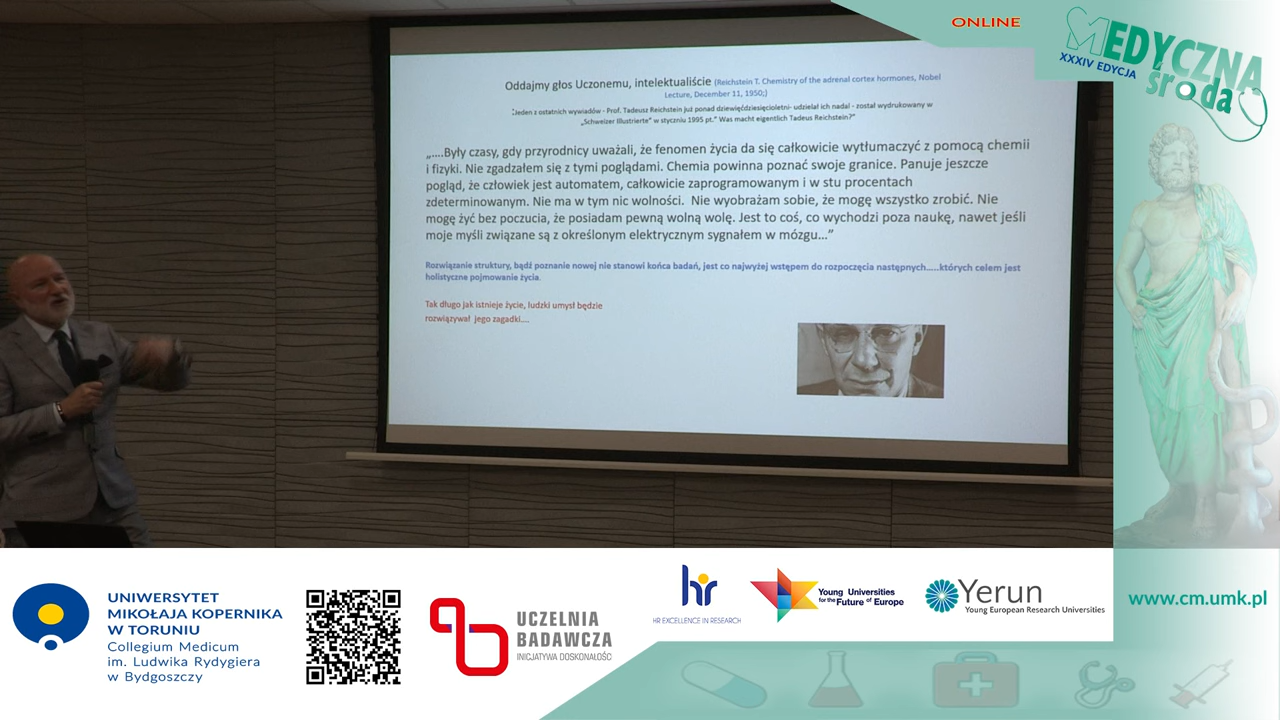 ONLINE
MEDYCZNA
XXXIV EDYCJA
środa
Oddajmy głos Uczonemu, intelektualiście (Reichstein T. Chemistry of the adrenal cortex hormones, Nobel
Lecture, December 11, 1950;)
"Jeden z ostatnich wywiadów - Prof. Tadeusz Reichstein już ponad dziewięćdziesięcioletni- udzielał ich nadal - został wydrukowany w
„Schweizer Illustrierte" w styczniu 1995 pt." Was macht eigentlich Tadeus Reichstein?"
„....Były czasy, gdy przyrodnicy uważali, że fenomen życia da się całkowicie wytłumaczyć z pomocą chemii
i fizyki. Nie zgadzałem się z tymi poglądami. Chemia powinna poznać swoje granice. Panuje jeszcze
pogląd, że człowiek jest automatem, całkowicie zaprogramowanym i w stu procentach
zdeterminowanym. Nie ma w tym nic wolności. Nie wyobrażam sobie, że mogę wszystko zrobić. Nie
mogę żyć bez poczucia, że posiadam pewną wolną wolę. Jest to coś, co wychodzi poza naukę, nawet jeśli
moje myśli związane są z określonym elektrycznym sygnałem w mózgu..."
Rozwiązanie struktury, bądź poznanie nowej nie stanowi końca badań, jest co najwyżej wstępem do rozpoczęcia następnych.....których celem jest
holistyczne pojmowanie życia.
Tak długo jak istnieje życie, ludzki umysł będzie
rozwiązywał jego zagadki....
UNIWERSYTET
MIKOŁAJA KOPERNIKA
W TORUNIU
Collegium Medicum
im. Ludwika Rydygiera
w Bydgoszczy
UCZELNIA
BADAWCZA
INICJATYWA DOSKONAŁOŚCI
hr
HR EXCELLENCE IN RESEARCH
Young Universities
for the Future of Europe
Yerun
Young European Research Universities
www.cm.umk.pl